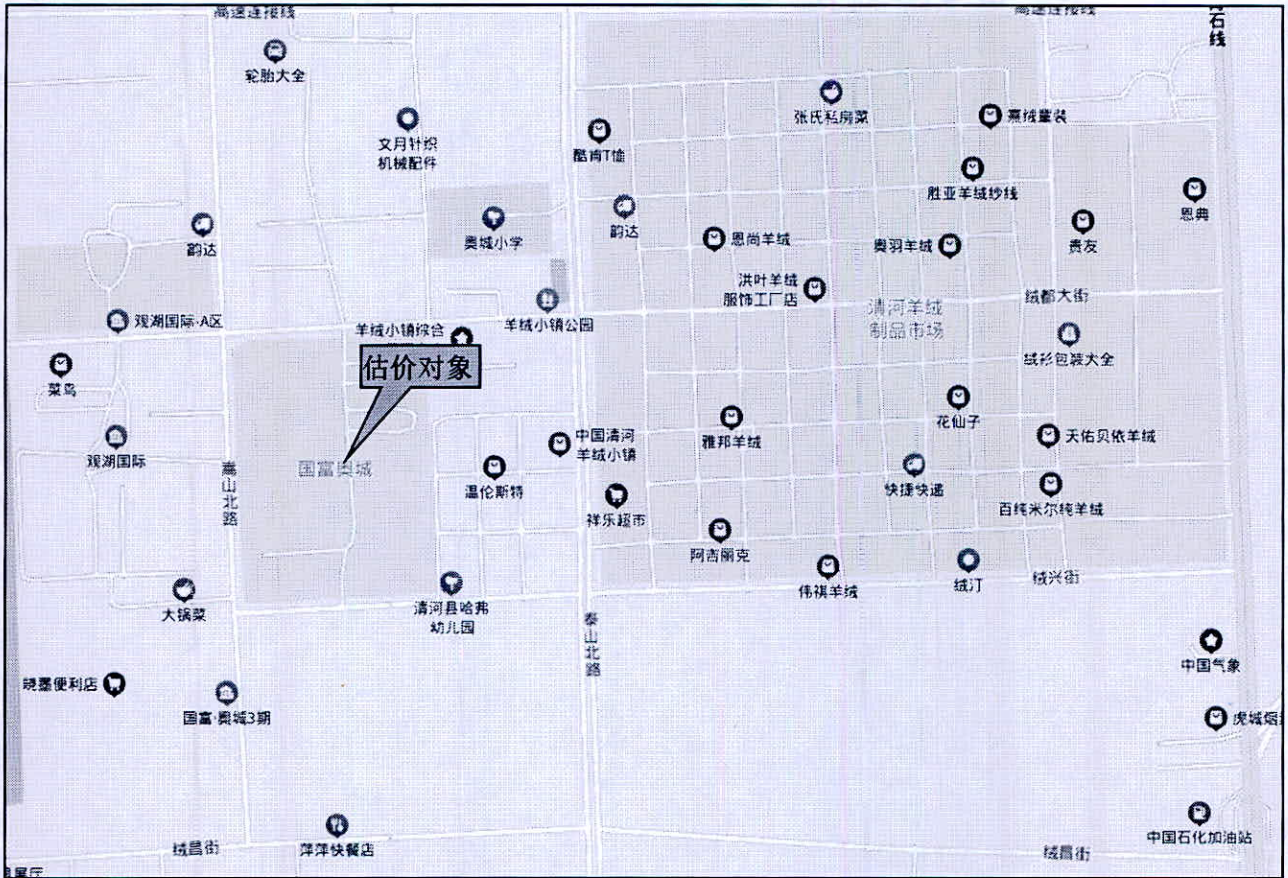 高速连接线
高速连接线
石线
轮胎大全
张氏私房菜
熹绒童装
文月针织
机械配件
酷肯T恤
胜亚羊绒纱线
恩典
韵达
奥城小学
韵达
恩尚羊绒
奥羽羊绒
贵友
洪叶羊绒
服饰工厂店
绒都大街
清河羊绒
制品市场
观湖国际·A区
羊绒小镇综合
羊绒小镇公园
绒衫包装大全
菜鸟
估价对象
花仙子
雅邦羊绒
天佑贝依羊绒
中国清河
羊绒小镇
观湖国际
嵩山北路
国富奥城
温伦斯特
快捷快递
祥乐超市
百纯米尔纯羊绒
阿吉丽克
伟祺羊绒
绒汀
绒兴街
大锅菜
清河县哈弗
幼儿园
泰山北路
中国气象
晓墨便利店
国富·奥城3期
虎城烟
中国石化加油站
绒昌街
萍萍快餐店
绒昌街
展厅